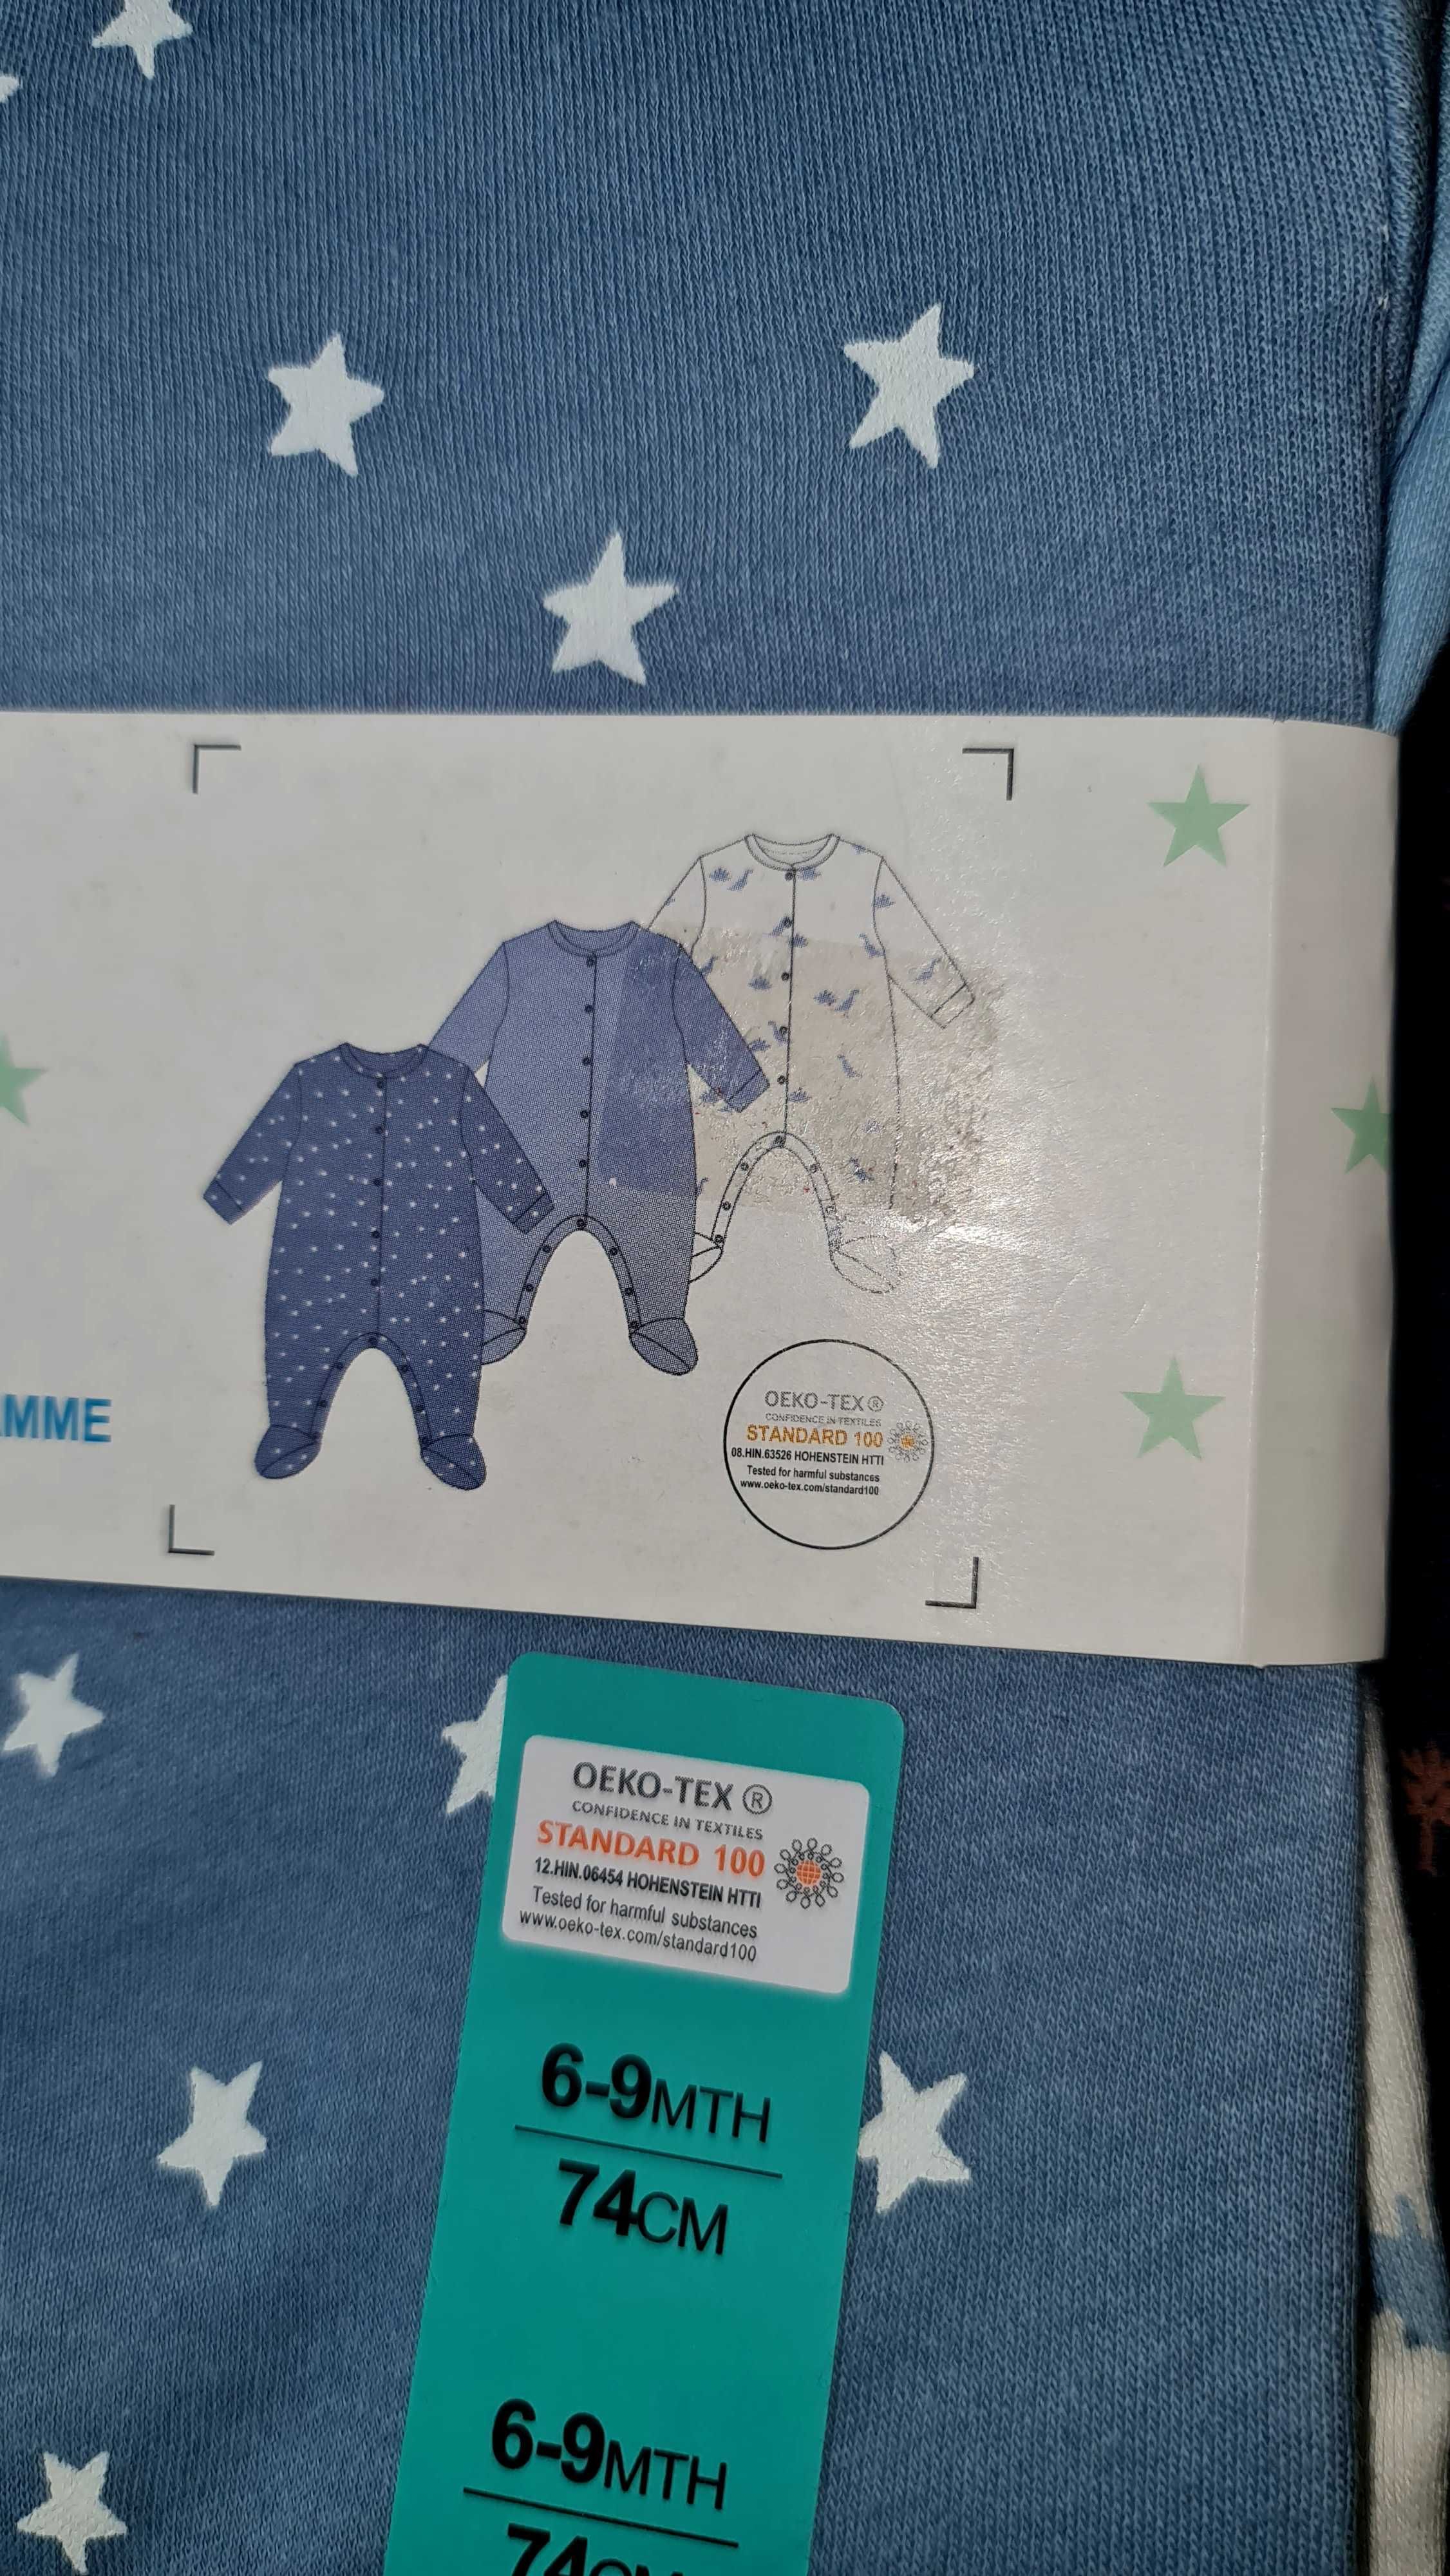 MME
OEKO-TEX ®
CONFIDENCE IN TEXTILES
STANDARD 100
08.HIN.63526 HOHENSTEIN HTTI
Tested for harmful substances
www.oeko-tex.com/standard100
OEKO-TEX ®
CONFIDENCE IN TEXTILES
STANDARD 100
12.HIN.06454 HOHENSTEIN HTTI
Tested for harmful substances
www.oeko-tex.com/standard100
6-9MTH
74CM
6-9MTH
74CM